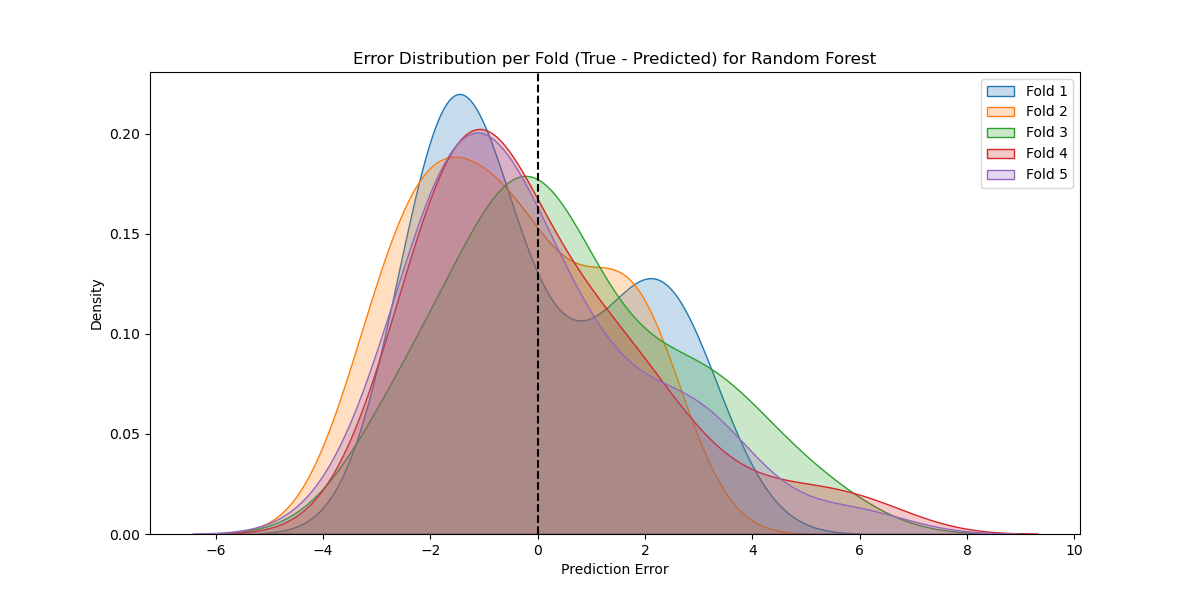 Error Distribution per Fold (True - Predicted) for Random Forest
Fold 1
Fold 2
Fold 3
Fold 4
Fold 5
0.20
0.15
0.10
0.05
0.00
Density
−6
−4
−2
0
2
4
6
8
10
Prediction Error